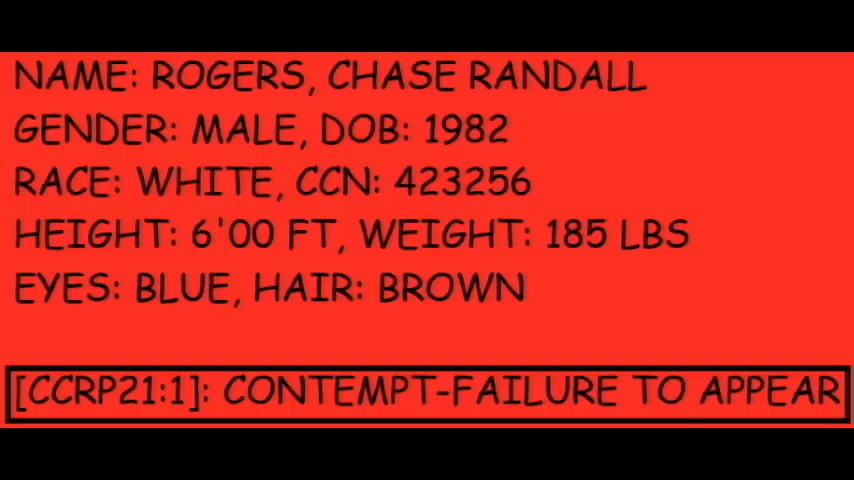 NAME: ROGERS, CHASE RANDALL
GENDER: MALE, DOB: 1982
RACE: WHITE, CCN: 423256
HEIGHT: 6'00 FT, WEIGHT: 185 LBS
EYES: BLUE, HAIR: BROWN
[CCRP21:1]: CONTEMPT-FAILURE TO APPEAR